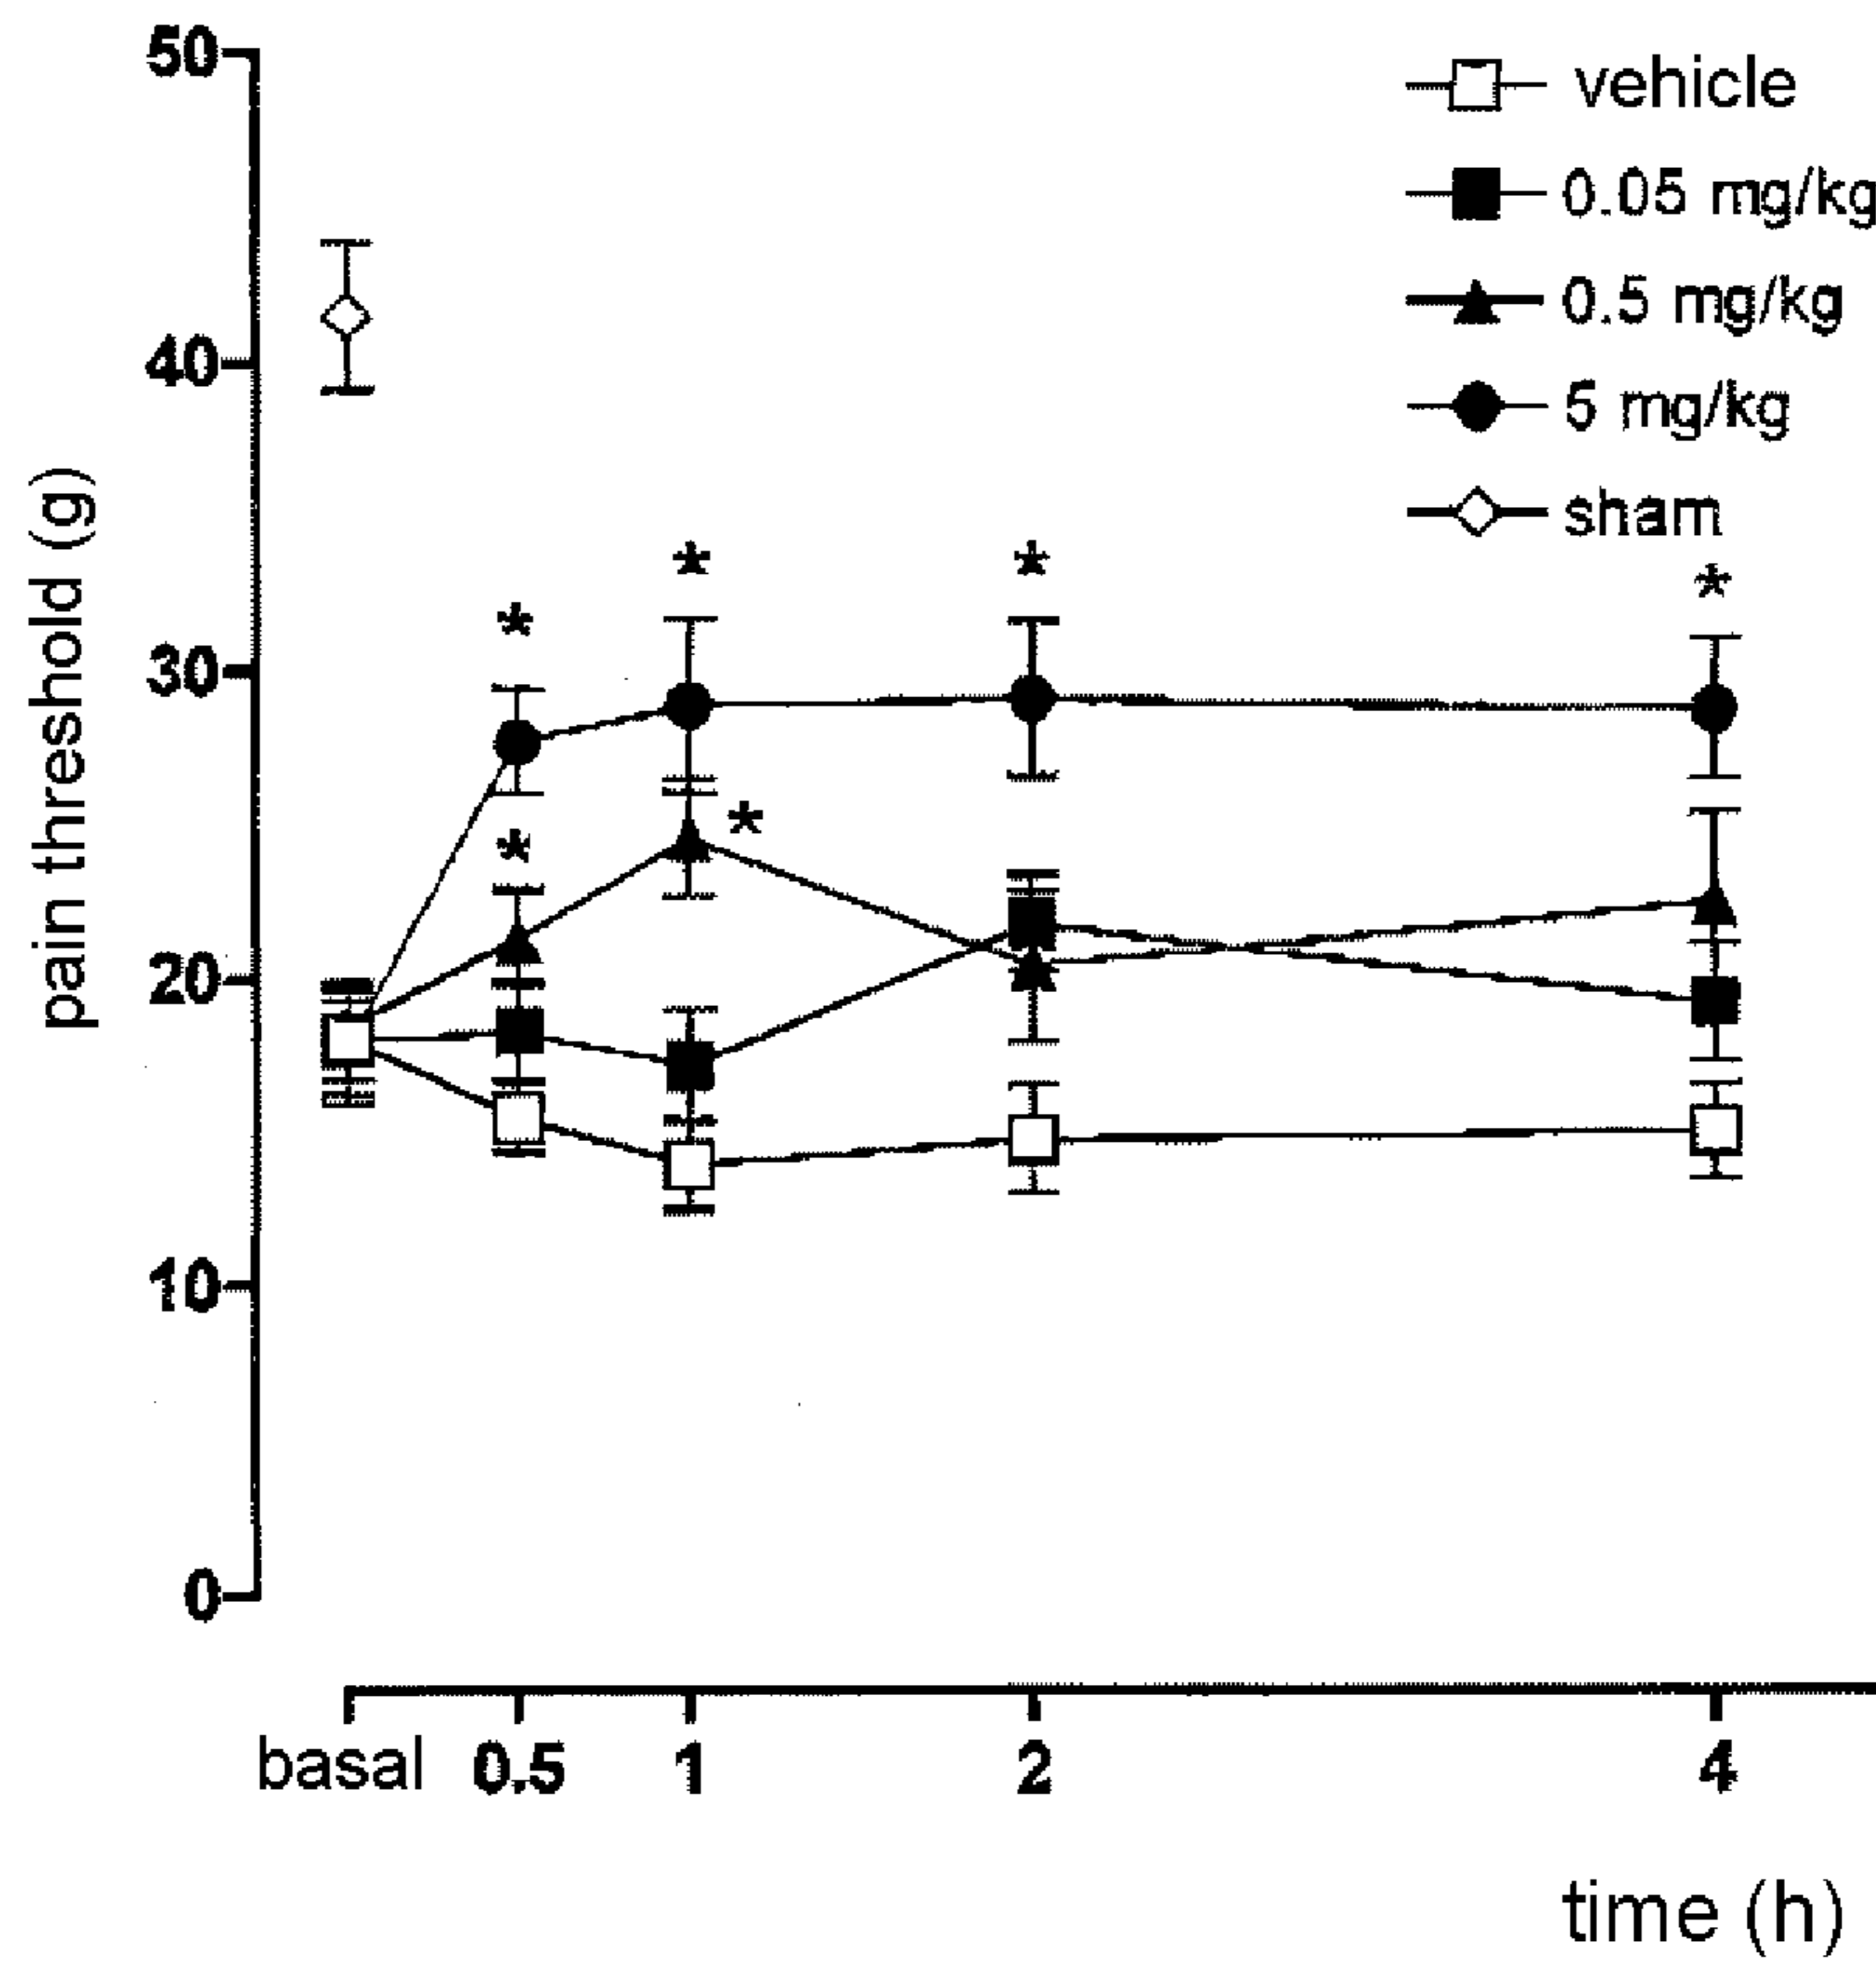 50
40
30
20
10
0
pain threshold (g)
vehicle
0.05 mg/kg
0.5 mg/kg
5 mg/kg
sham
*
*
*
*
*
*
basal 0.5 1 2 4
time (h)